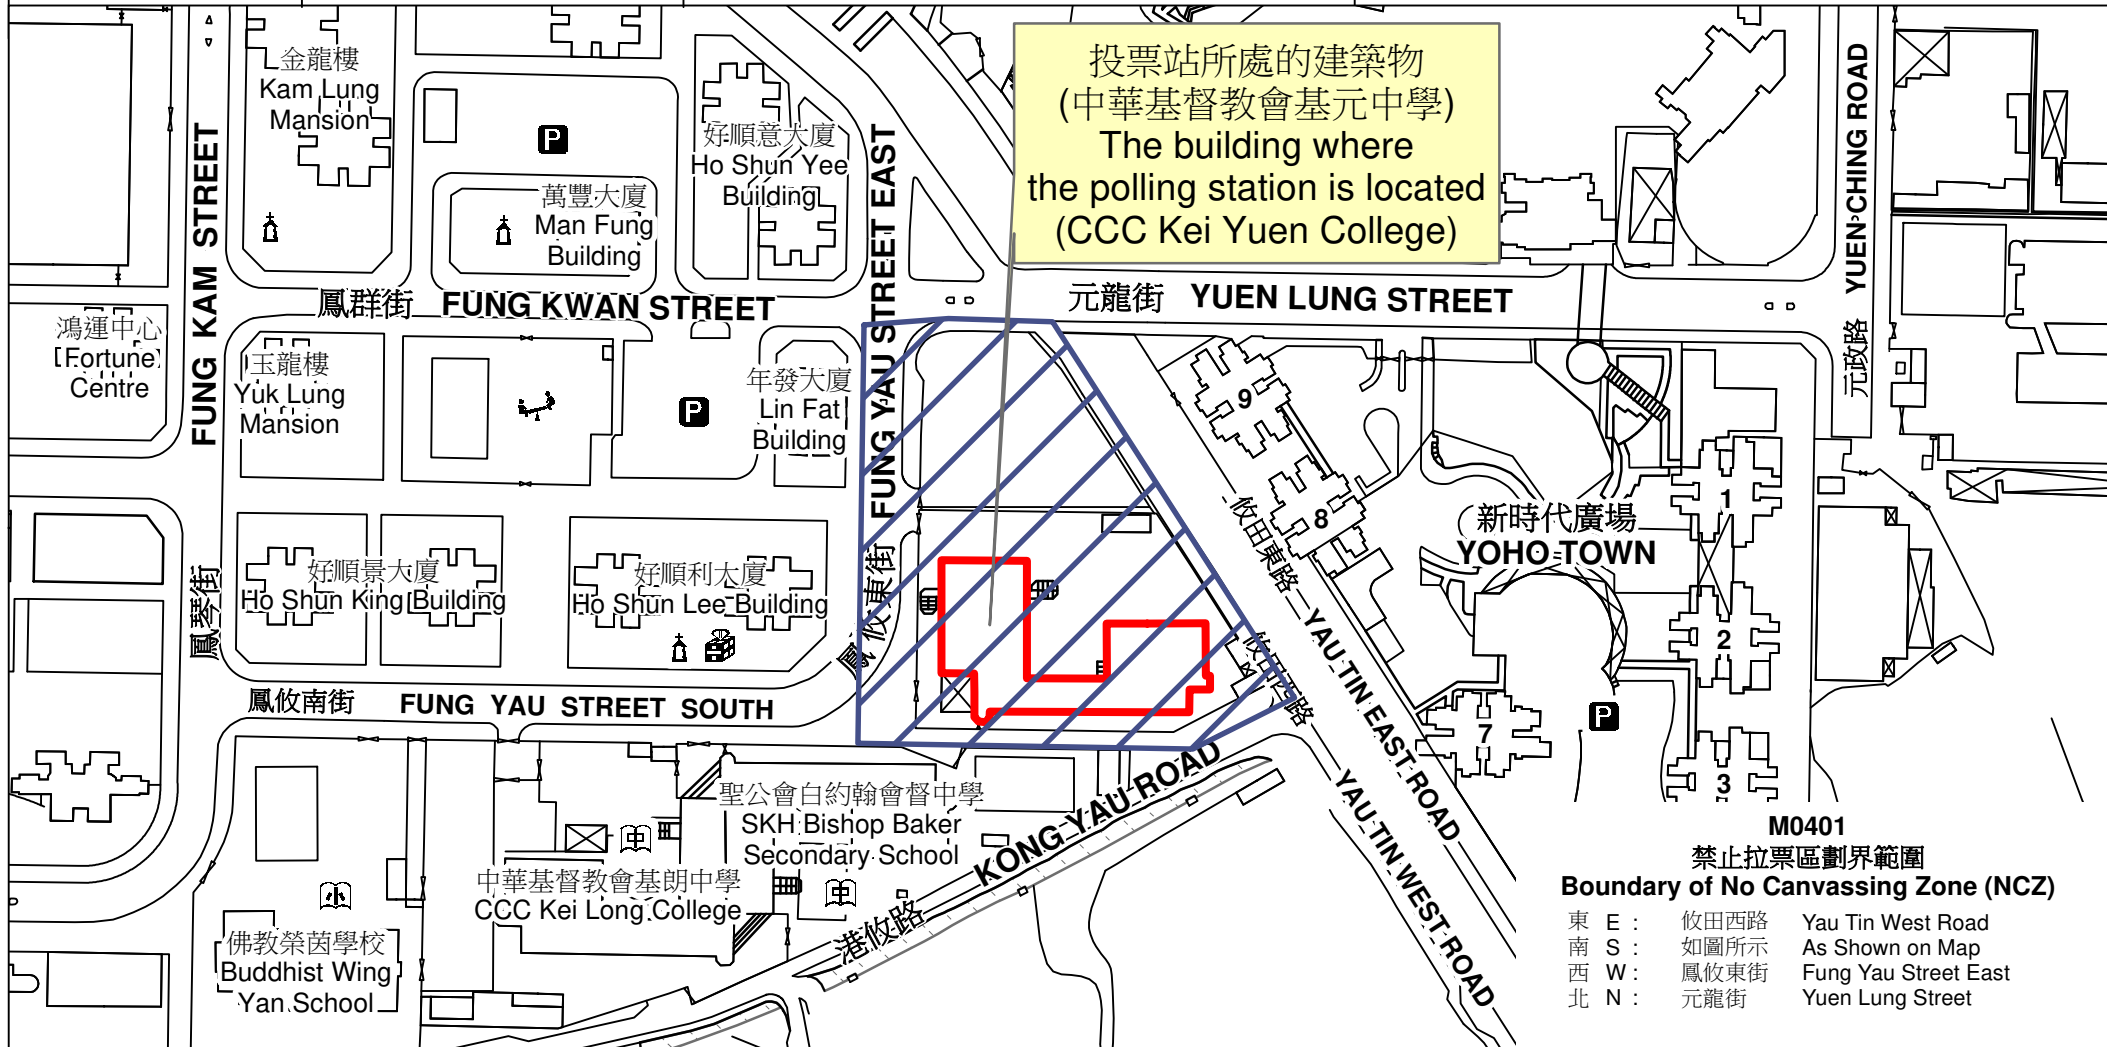 投票站所處的建築物
(中華基督教會基元中學)
The building where
the polling station is located
(CCC Kei Yuen College)
金龍樓
Kam Lung
Mansion
好順意大廈
Ho Shun Yee
Building
萬豐大廈
Man Fung
Building
P
FUNG KAM STREET
鳳琴街
FUNG YAU STREET EAST
鳳攸東街
YUEN CHING ROAD
元政路
鳳群街 FUNG KWAN STREET
元龍街 YUEN LUNG STREET
鴻運中心
Fortune
Centre
玉龍樓
Yuk Lung
Mansion
P
年發大廈
Lin Fat
Building
9
8
1
2
7
3
新時代廣場
YOHO TOWN
P
好順景大廈
Ho Shun King Building
好順利大廈
Ho Shun Lee Building
攸田東路 YAU TIN EAST ROAD
攸田西路
YAU TIN WEST ROAD
鳳攸南街 FUNG YAU STREET SOUTH
聖公會白約翰會督中學
SKH Bishop Baker
Secondary School
中
中華基督教會基朗中學
CCC Kei Long College
中
小
佛教榮茵學校
Buddhist Wing
Yan School
港攸路 KONG YAU ROAD
M0401
禁止拉票區劃界範圍
Boundary of No Canvassing Zone (NCZ)
東 E : 攸田西路 Yau Tin West Road
南 S : 如圖所示 As Shown on Map
西 W : 鳳攸東街 Fung Yau Street East
北 N : 元龍街 Yuen Lung Street